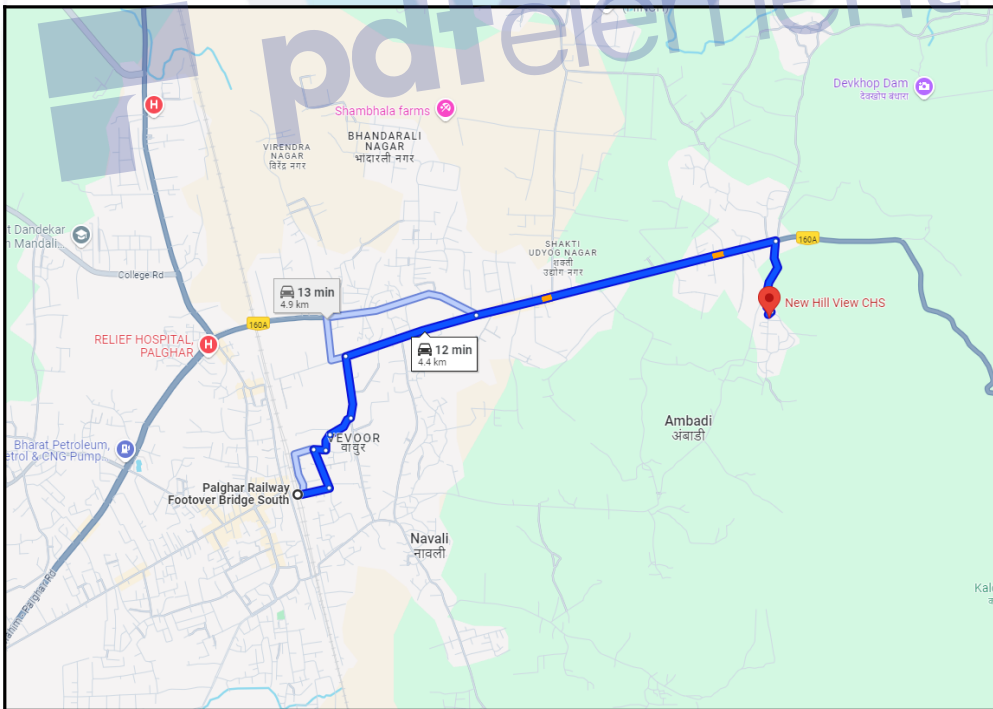 pdfelement
Devkhop Dam
देवखोप बंधारा
Shambhala farms
BHANDARALI
NAGAR
भांदारली नगर
VIRENDRA
NAGAR
विरेंद्र नगर
t Dandekar
n Mandali...
College Rd
SHAKTI
UDYOG NAGAR
शक्ती
उद्योग नगर
160A
13 min
4.9 km
New Hill View CHS
160A
RELIEF HOSPITAL,
PALGHAR
12 min
4.4 km
Ambadi
अंबाडी
VEVOOR
वावुर
Bharat Petroleum,
etrol & CNG Pump
Palghar Railway
Footover Bridge South
Navali
नावली
Palghar Rd
H
H